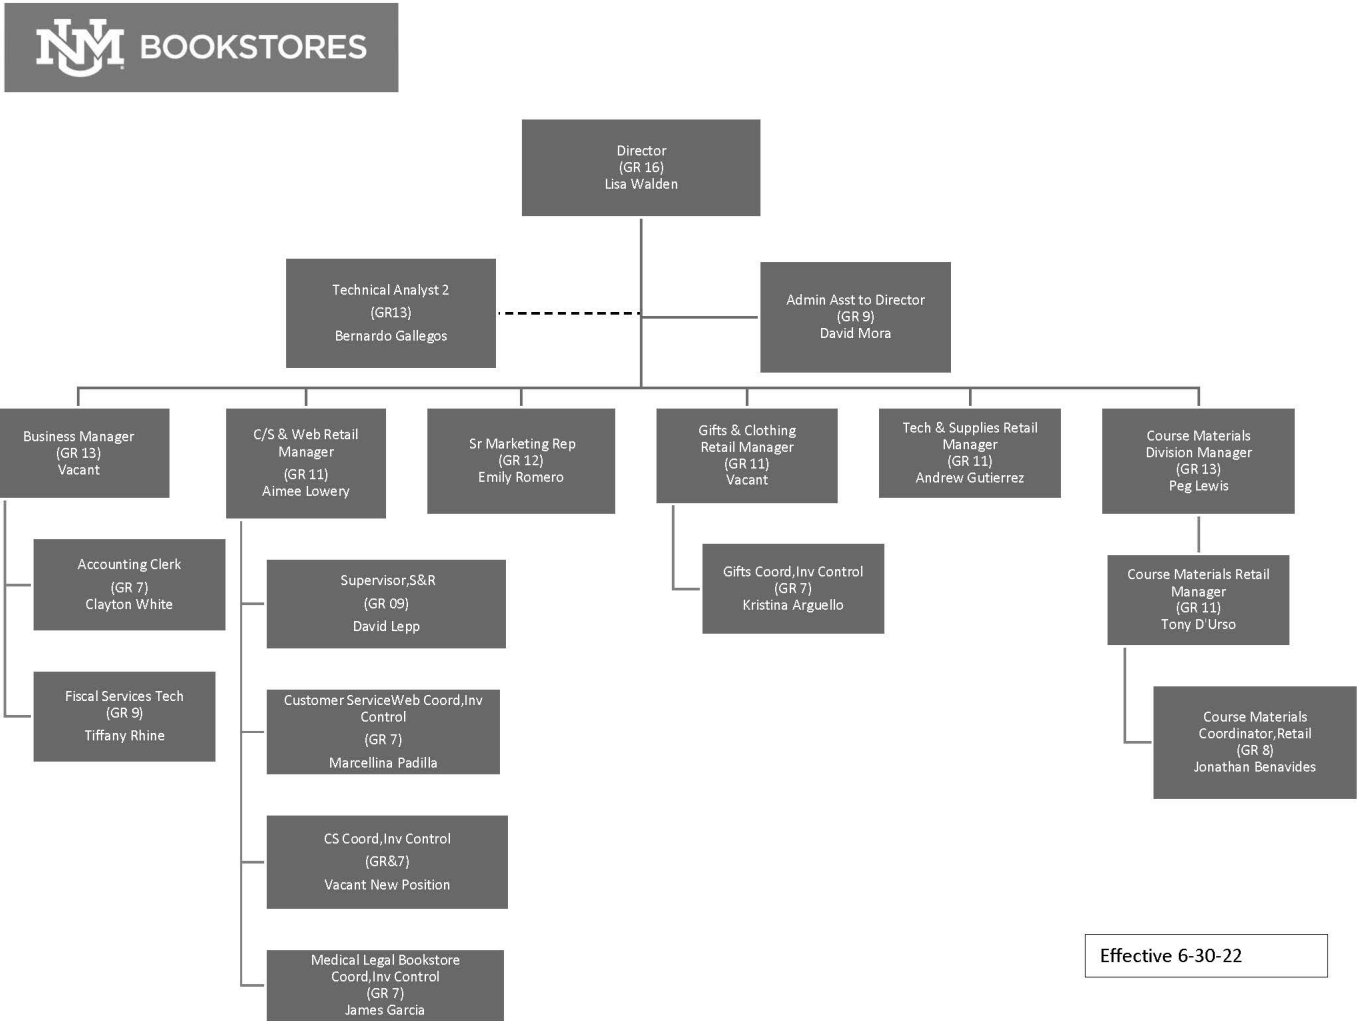 UNM BOOKSTORES
Director
(GR 16)
Lisa Walden
Technical Analyst 2
(GR13)
Bernardo Gallegos
Admin Asst to Director
(GR 9)
David Mora
Business Manager
(GR 13)
Vacant
C/S & Web Retail
Manager
(GR 11)
Aimee Lowery
Sr Marketing Rep
(GR 12)
Emily Romero
Gifts & Clothing
Retail Manager
(GR 11)
Vacant
Tech & Supplies Retail
Manager
(GR 11)
Andrew Gutierrez
Course Materials
Division Manager
(GR 13)
Peg Lewis
Accounting Clerk
(GR 7)
Clayton White
Fiscal Services Tech
(GR 9)
Tiffany Rhine
Supervisor,S&R
(GR 09)
David Lepp
Customer ServiceWeb Coord,Inv
Control
(GR 7)
Marcellina Padilla
CS Coord,Inv Control
(GR&7)
Vacant New Position
Medical Legal Bookstore
Coord,Inv Control
(GR 7)
James Garcia
Gifts Coord,Inv Control
(GR 7)
Kristina Arguello
Course Materials Retail
Manager
(GR 11)
Tony D'Urso
Course Materials
Coordinator,Retail
(GR 8)
Jonathan Benavides
Effective 6-30-22